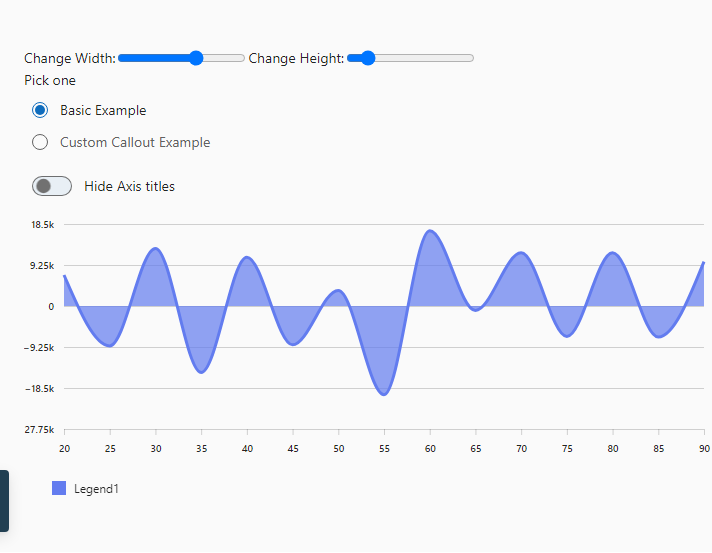 Change Width: Change Height:
Pick one
Basic Example
Custom Callout Example
Hide Axis titles
18.5k
9.25k
0
−9.25k
−18.5k
27.75k
20 25 30 35 40 45 50 55 60 65 70 75 80 85 90
Legend1